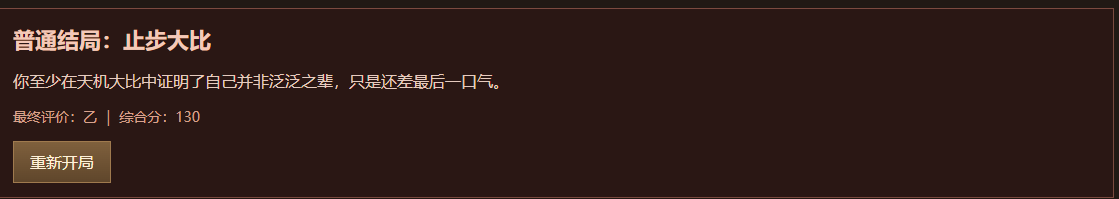 普通结局：止步大比
你至少在天机大比中证明了自己并非泛泛之辈，只是还差最后一口气。
最终评价：乙 | 综合分：130
重新开局